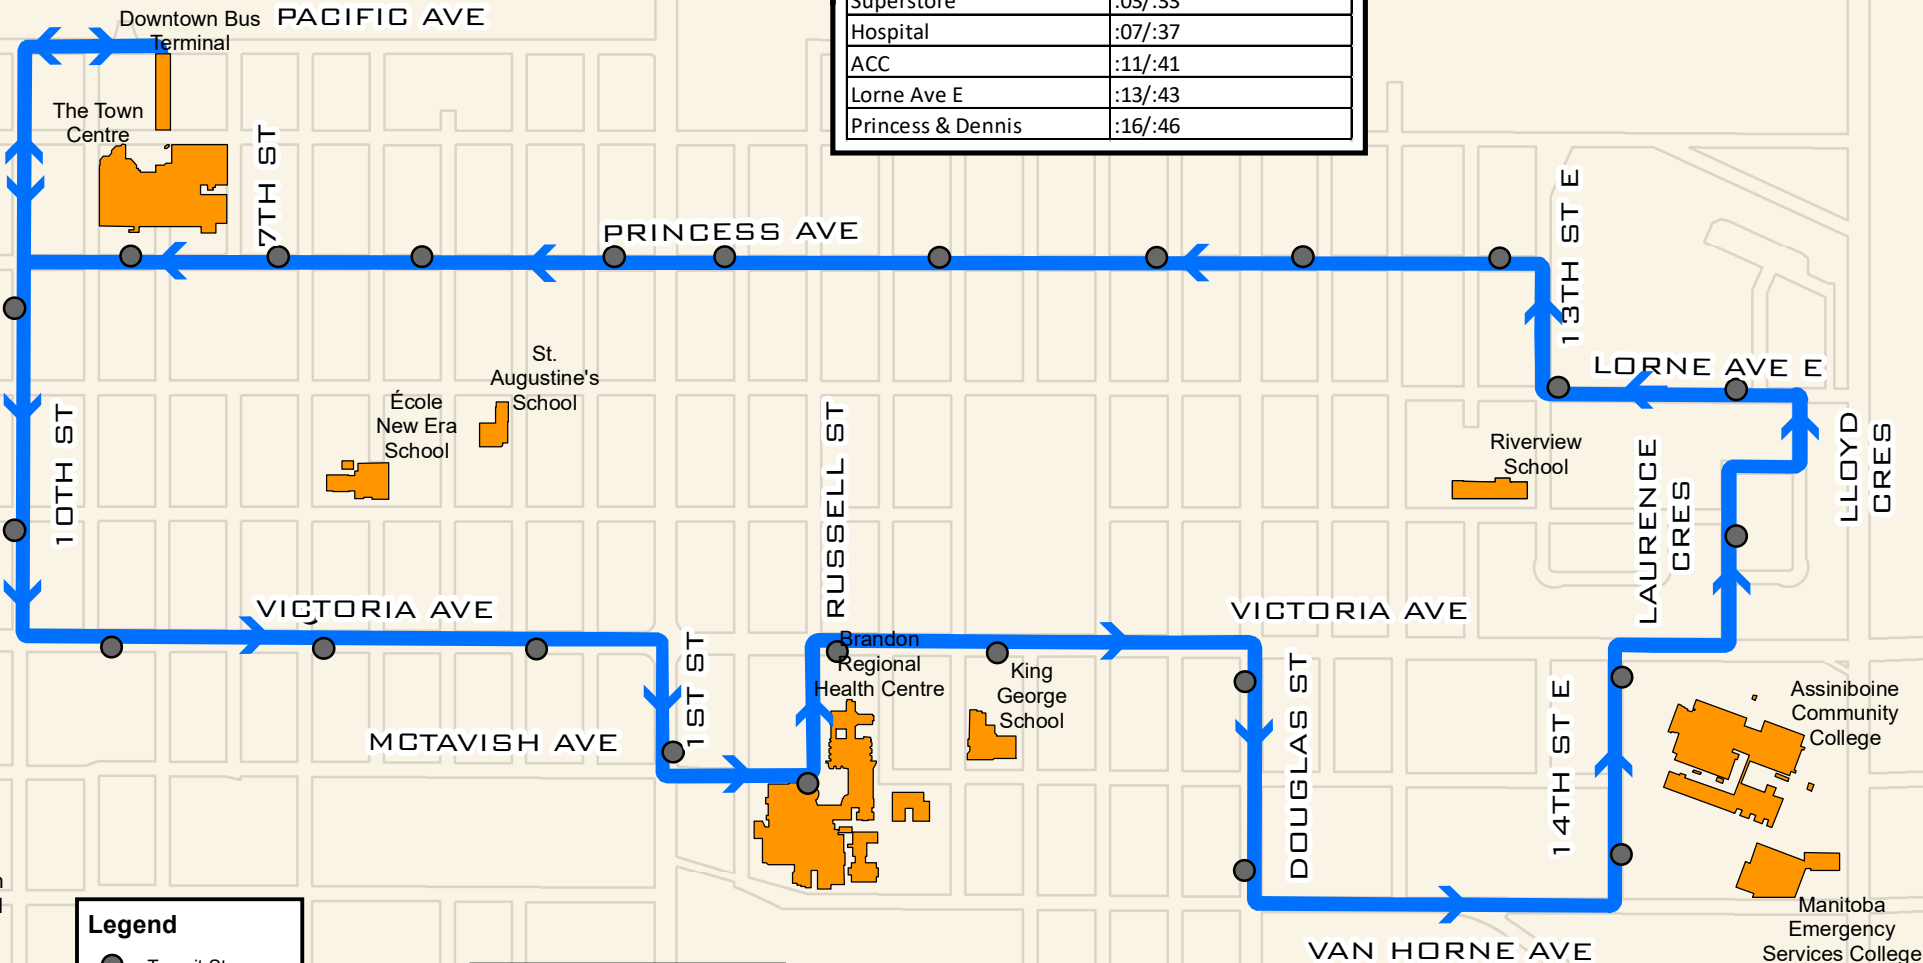 PACIFIC AVE
Downtown Bus
Terminal
Superstore :03/:33
Hospital :07/:37
ACC :11/:41
Lorne Ave E :13/:43
Princess & Dennis :16/:46
The Town
Centre
7TH ST
PRINCESS AVE
13TH ST E
St.
Augustine's
School
École
New Era
School
LORNE AVE E
10TH ST
RUSSELL ST
Riverview
School
LAURENCE
CRES
LLOYD
CRES
VICTORIA AVE
VICTORIA AVE
1ST ST
Brandon
Regional
Health Centre
King
George
School
DOUGLAS ST
14TH ST E
Assiniboine
Community
College
MCTAVISH AVE
Manitoba
Emergency
Services College
VAN HORNE AVE
Legend